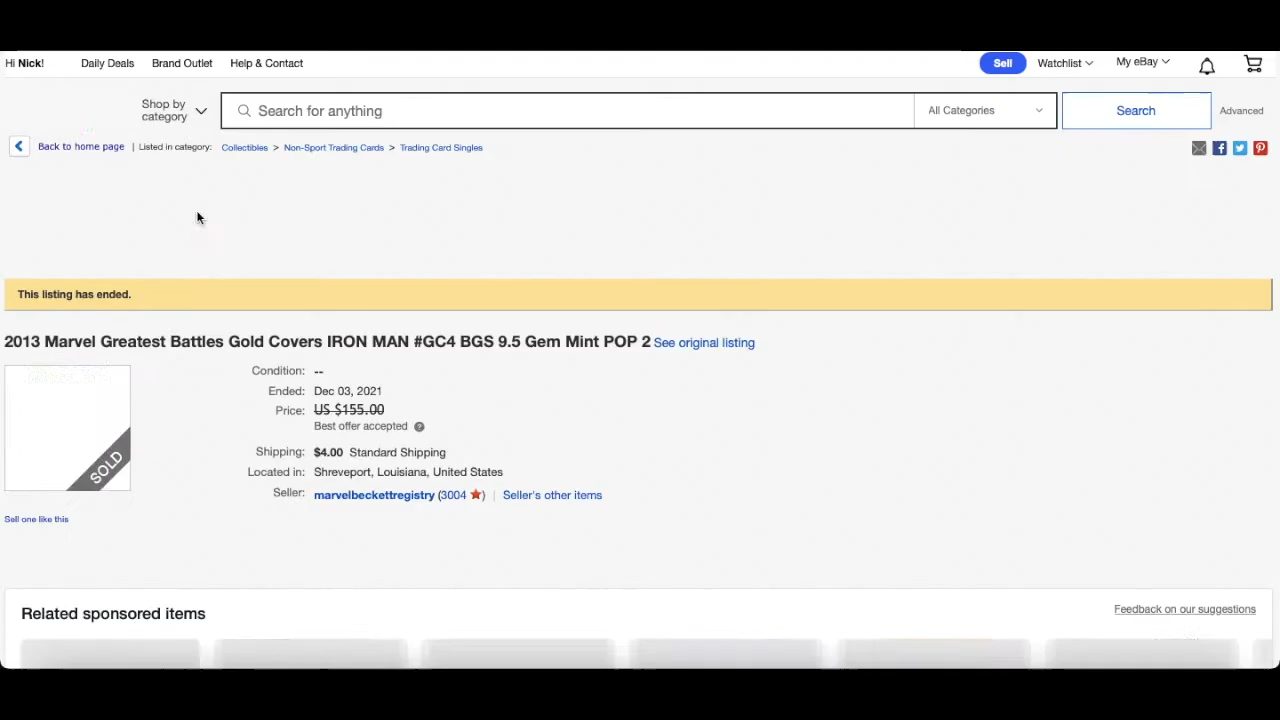 Hi Nick! Daily Deals Brand Outlet Help & Contact Sell Watchlist My eBay
Shop by category Search for anything All Categories Search Advanced
Back to home page | Listed in category: Collectibles > Non-Sport Trading Cards > Trading Card Singles
This listing has ended.
2013 Marvel Greatest Battles Gold Covers IRON MAN #GC4 BGS 9.5 Gem Mint POP 2 See original listing
SOLD
Sell one like this
Condition: --
Ended: Dec 03, 2021
Price: US $155.00
Best offer accepted
Shipping: $4.00 Standard Shipping
Located in: Shreveport, Louisiana, United States
Seller: marvelbeckettregistry (3004) | Seller's other items
Related sponsored items Feedback on our suggestions